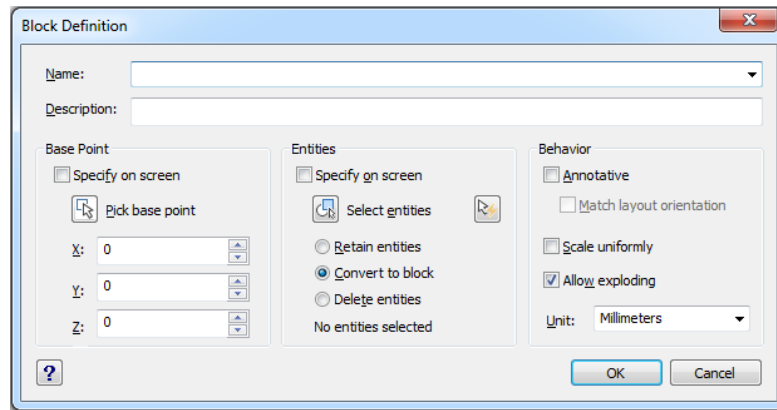 Block Definition
Name:
Description:
Base Point
Specify on screen
Pick base point
X: 0
Y: 0
Z: 0
Entities
Specify on screen
Select entities
Retain entities
Convert to block
Delete entities
No entities selected
Behavior
Annotative
Match layout orientation
Scale uniformly
Allow exploding
Unit: Millimeters
?
OK
Cancel